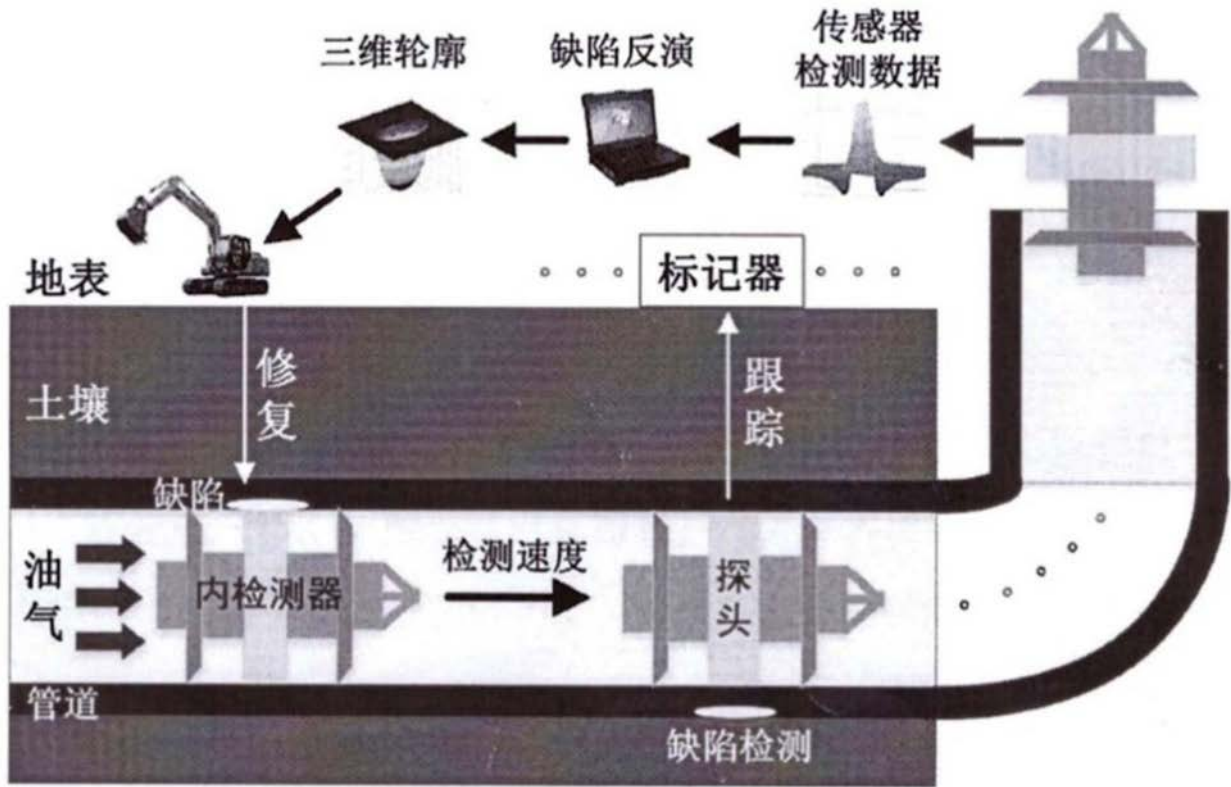 三维轮廓
缺陷反演
传感器
检测数据
地表
标记器
修
复
跟
踪
土壤
缺陷
油
气
内检测器
检测速度
探
头
管道
缺陷检测